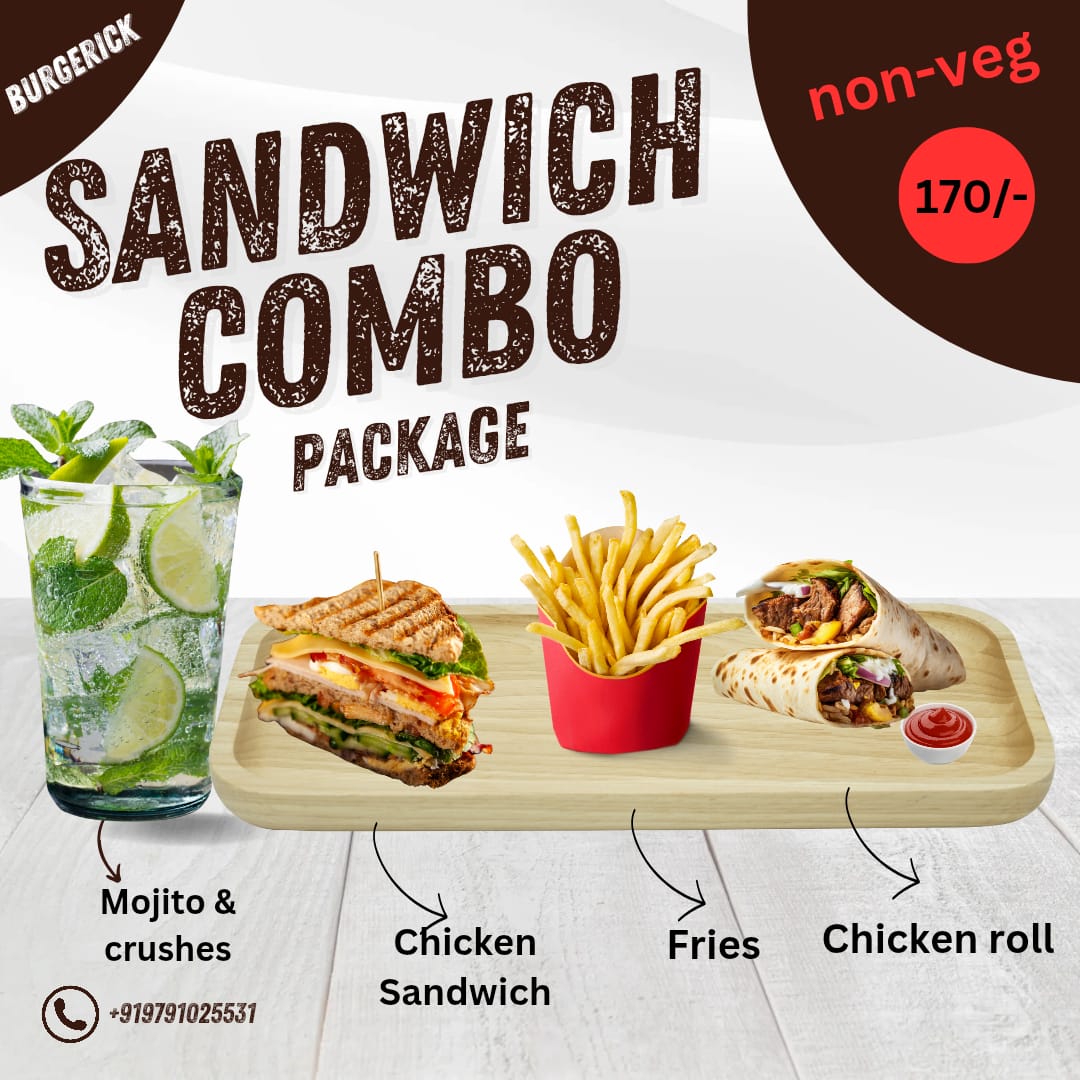 BURGERICK
non-veg
170/-
SANDWICH
COMBO
PACKAGE
Mojito &
crushes
Chicken
Sandwich
Fries
Chicken roll
+919791025531